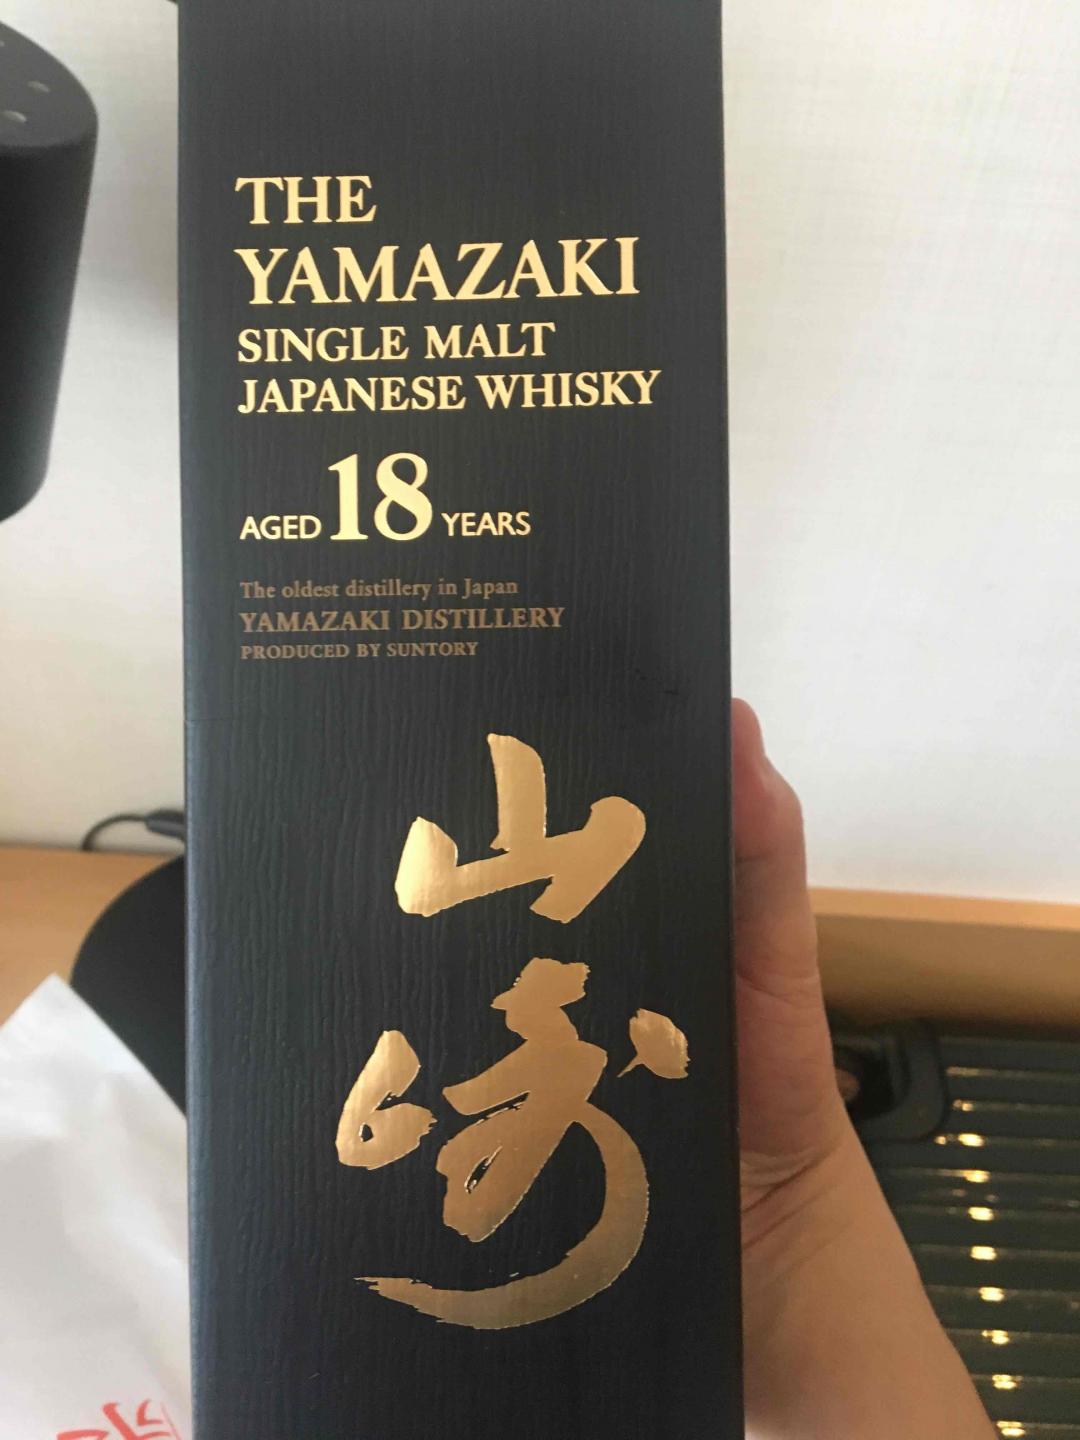 THE
YAMAZAKI
SINGLE MALT
JAPANESE WHISKY
AGED 18 YEARS
The oldest distillery in Japan
YAMAZAKI DISTILLERY
PRODUCED BY SUNTORY
山
崎